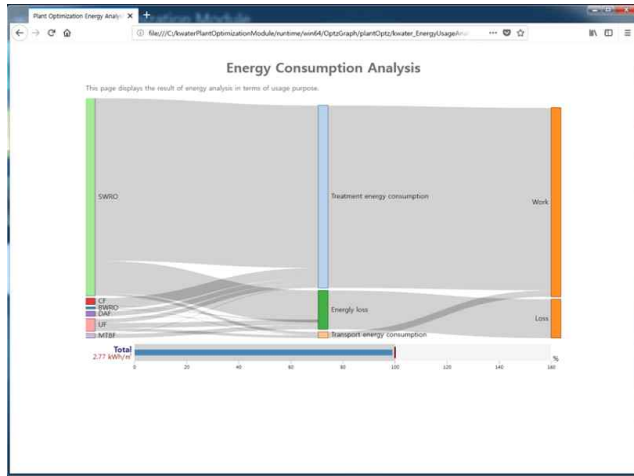 Plant Optimization Energy Analy
file:///C:/kwaterPlantOptimizationModule/runtime/win64/OptzGraph/plantOptz/kwater_EnergyUsageAn
Energy Consumption Analysis
This page displays the result of energy analysis in terms of usage purpose.
SWRO
Treatment energy consumption
Work
CF
BWRO
DAF
UF
MTBF
Energly loss
Transport energy consumption
Loss
Total
2.77 kWh/㎥
%
0 20 40 60 80 100 120 140 160